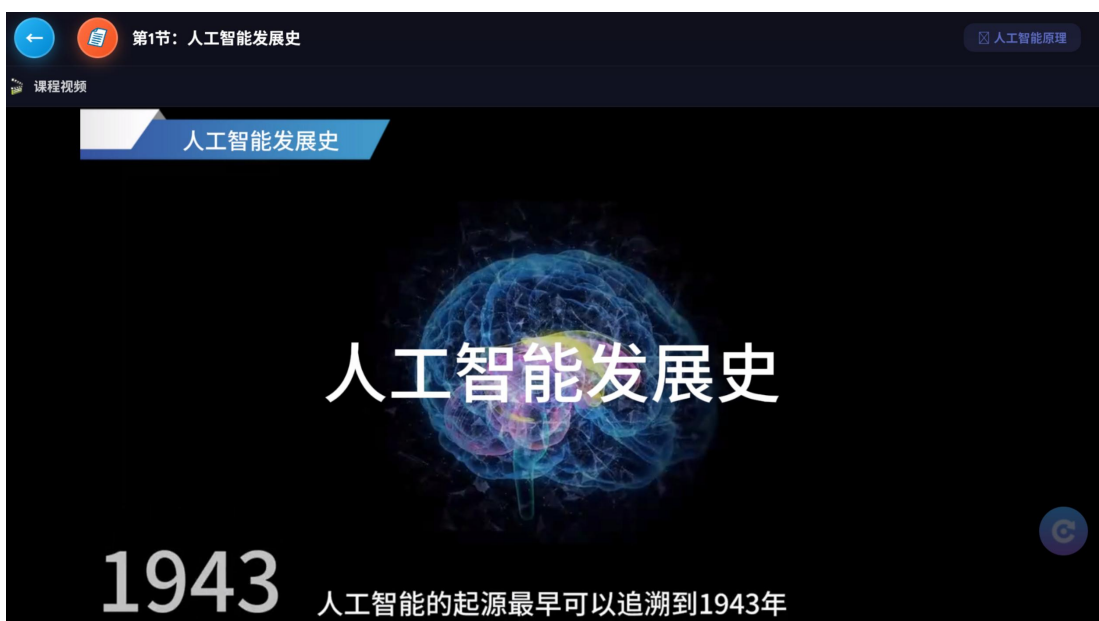 第1节：人工智能发展史
人工智能原理
课程视频
人工智能发展史
人工智能发展史
1943
人工智能的起源最早可以追溯到1943年